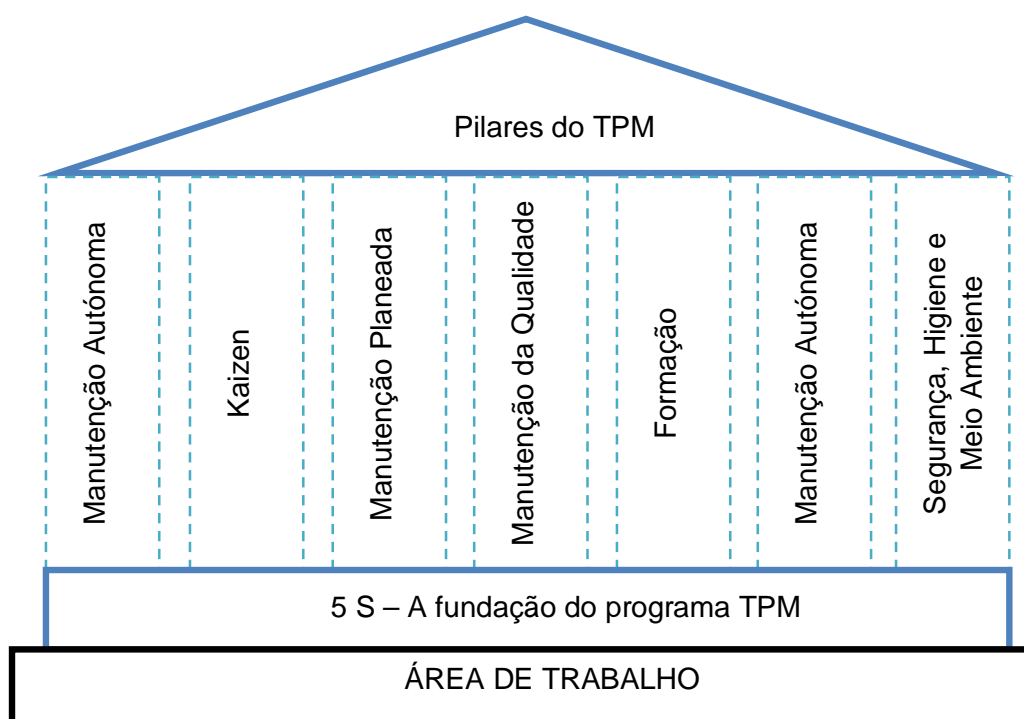 Pilares do TPM
Manutenção Autónoma
Kaizen
Manutenção Planeada
Manutenção da Qualidade
Formação
Manutenção Autónoma
Segurança, Higiene e
Meio Ambiente
5 S – A fundação do programa TPM
ÁREA DE TRABALHO